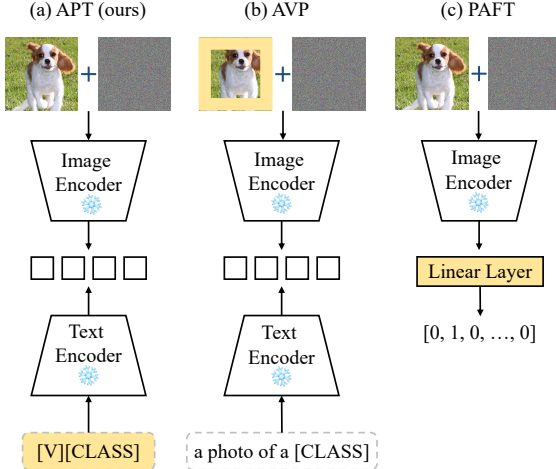 (a) APT (ours)
(b) AVP
(c) PAFT
+
+
+
Image
Encoder
Image
Encoder
Image
Encoder
Linear Layer
Text
Encoder
Text
Encoder
[0, 1, 0, …, 0]
[V][CLASS]
a photo of a [CLASS]